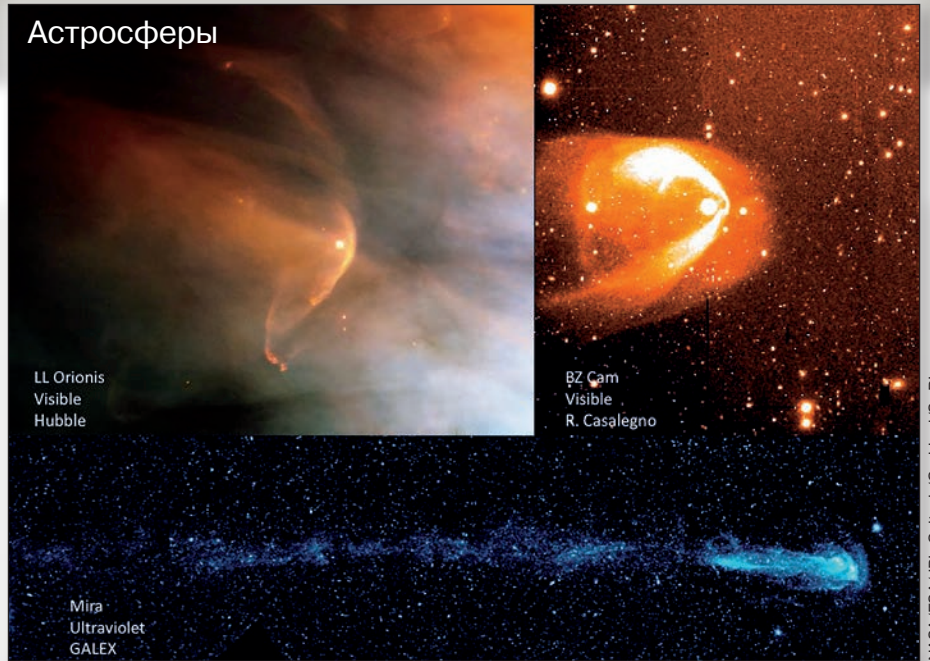 Астросферы
LL Orionis
Visible
Hubble
BZ Cam
Visible
R. Casalegno
Mira
Ultraviolet
GALEX